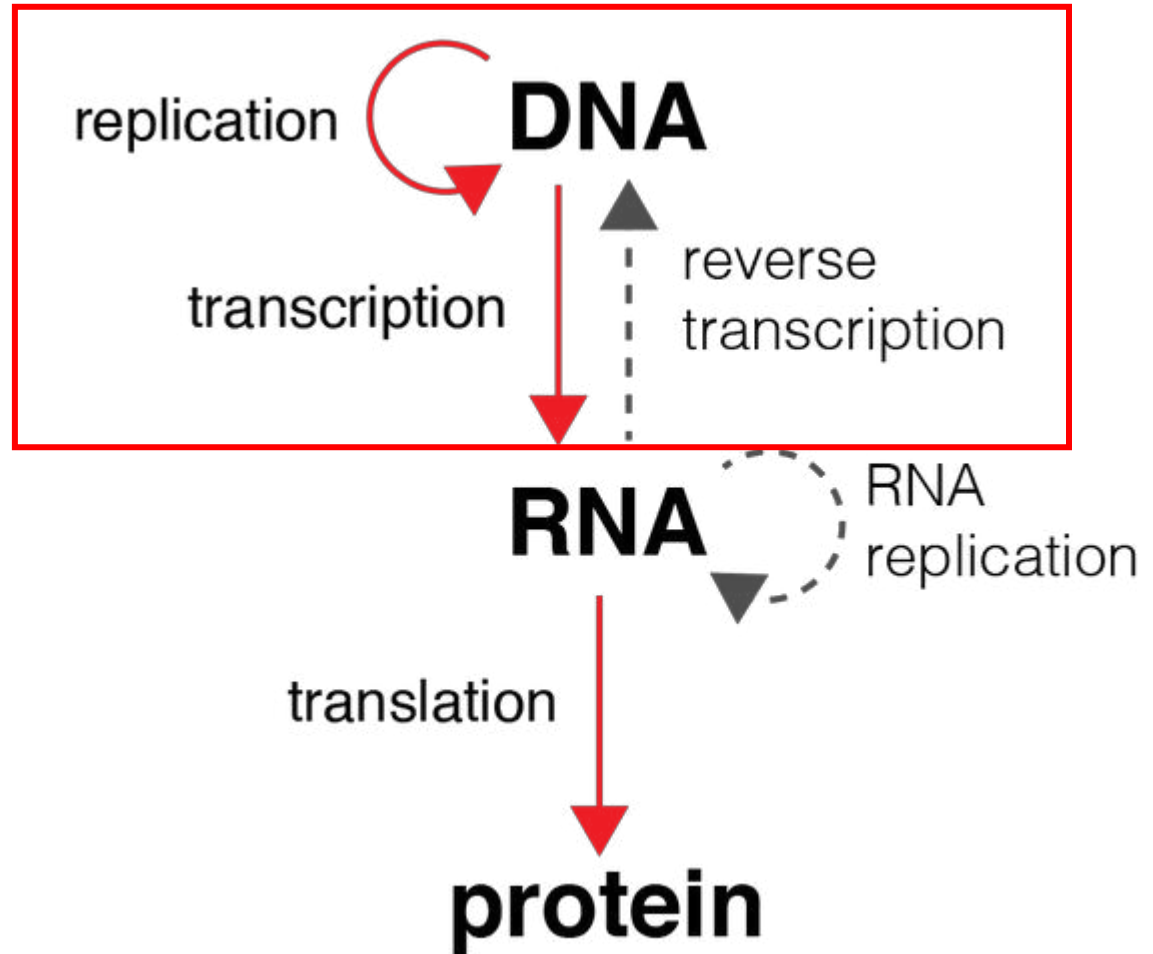 replication
DNA
transcription
reverse
transcription
RNA
RNA
replication
translation
protein